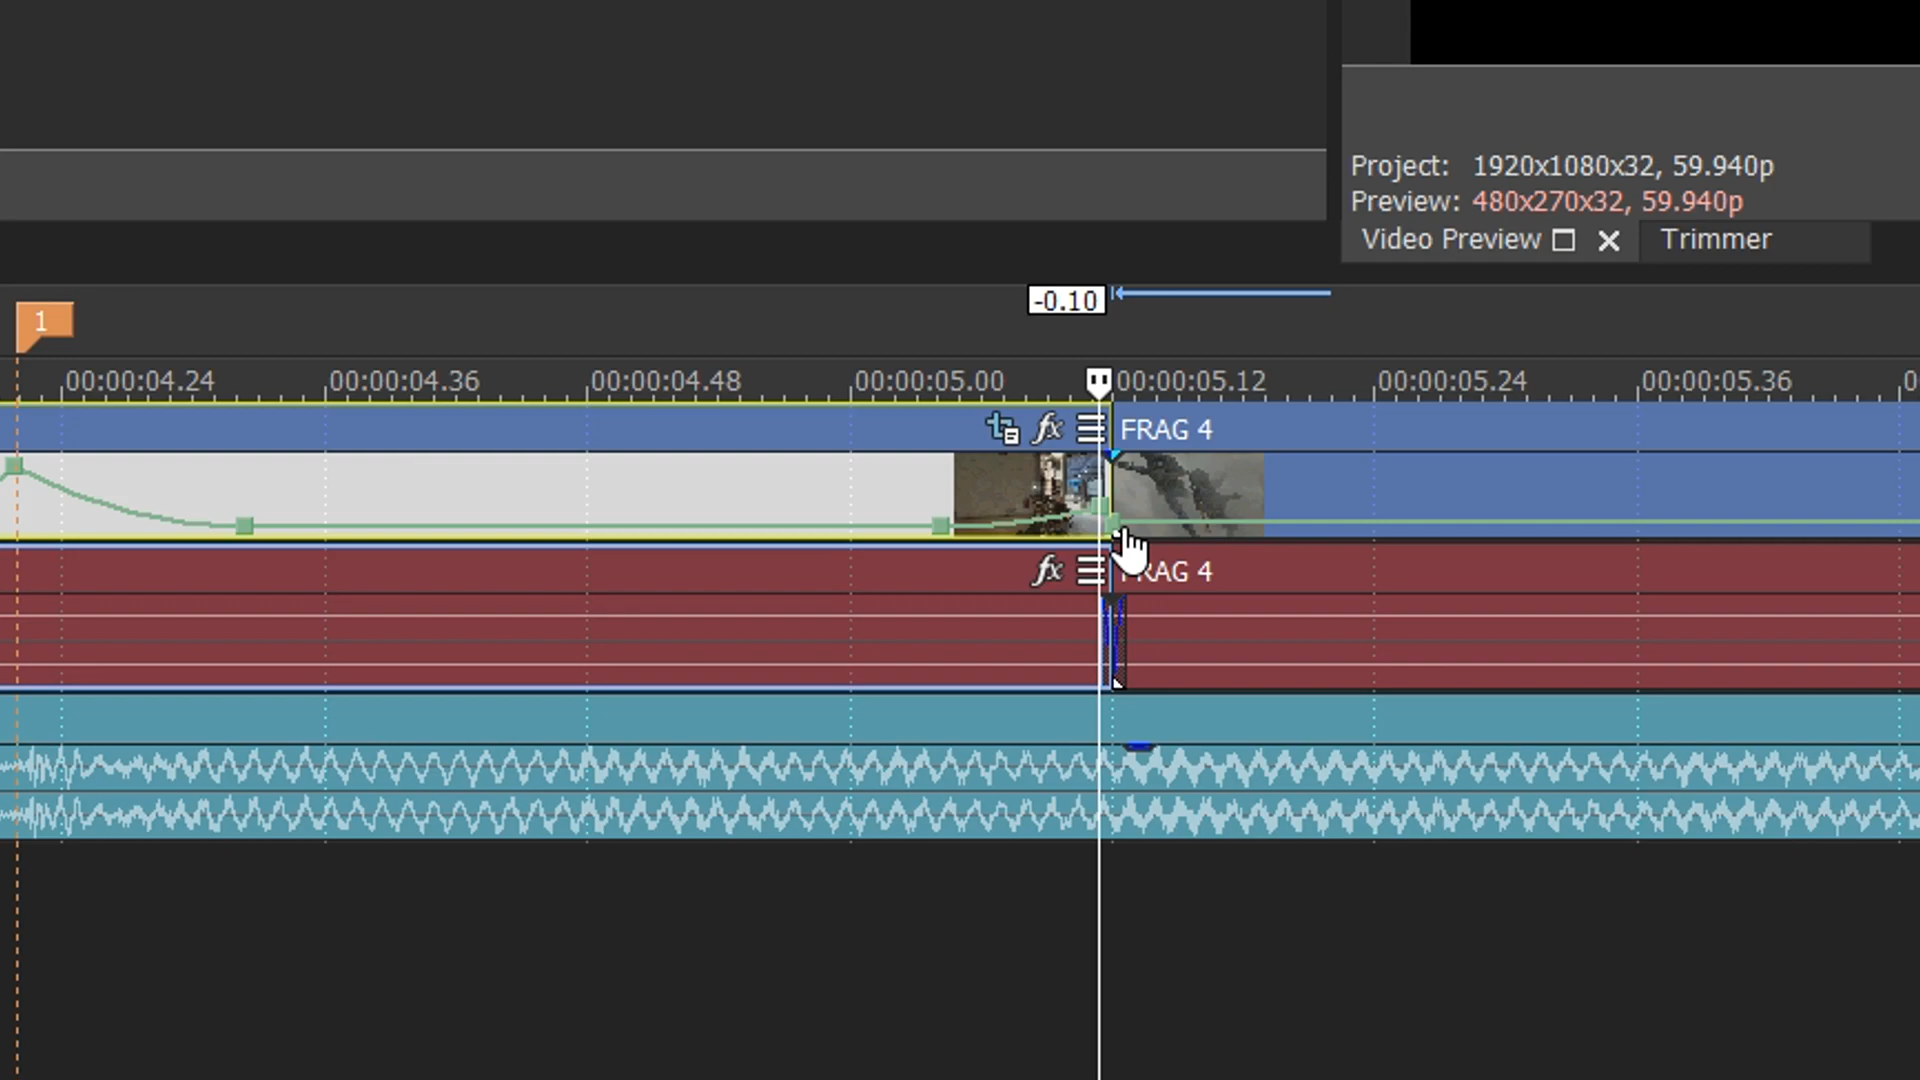 Project: 1920x1080x32, 59.940p
Preview: 480x270x32, 59.940p
Video Preview Trimmer
-0.10
1
00:00:04.24 00:00:04.36 00:00:04.48 00:00:05.00 00:00:05.12 00:00:05.24 00:00:05.36
fx FRAG 4
fx FRAG 4